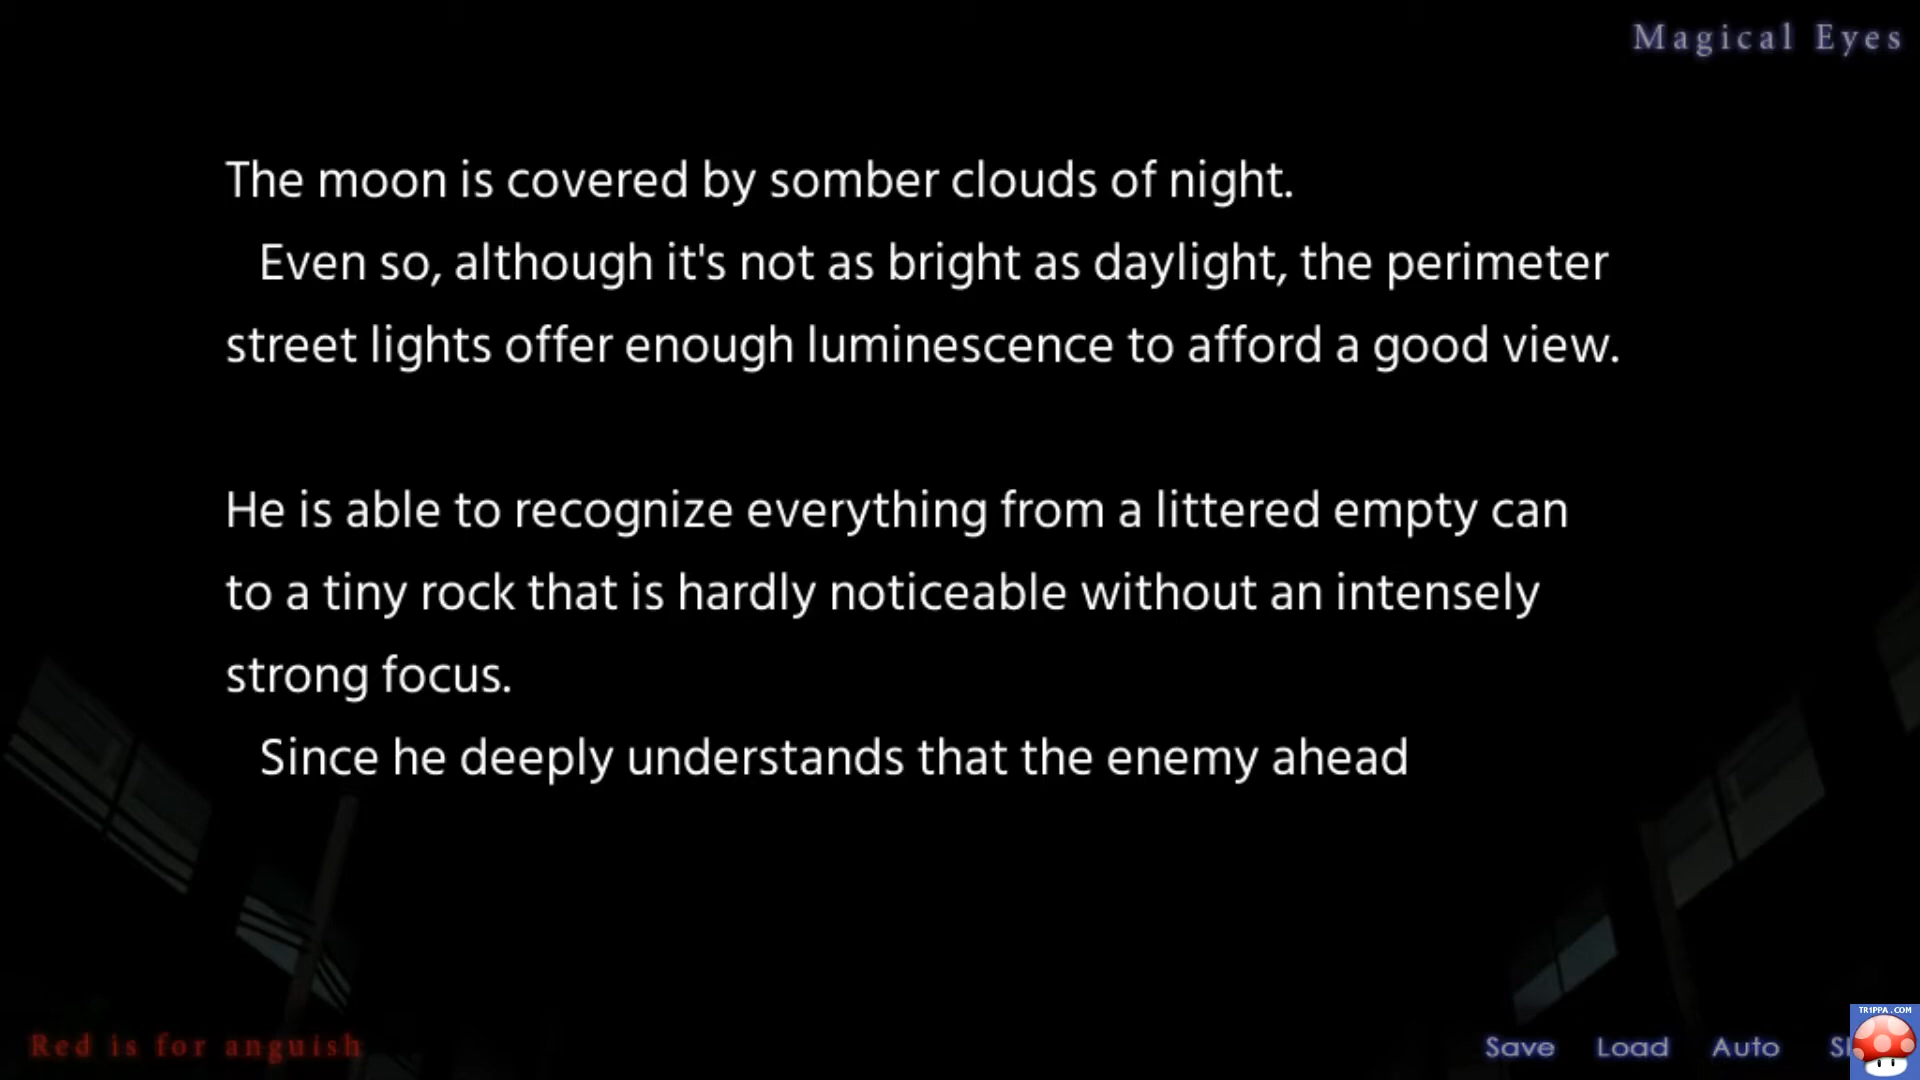 Magical Eyes
The moon is covered by somber clouds of night.
Even so, although it's not as bright as daylight, the perimeter
street lights offer enough luminescence to afford a good view.
He is able to recognize everything from a littered empty can
to a tiny rock that is hardly noticeable without an intensely
strong focus.
Since he deeply understands that the enemy ahead
Red is for anguish
Save Load Auto
TR1PPA.COM